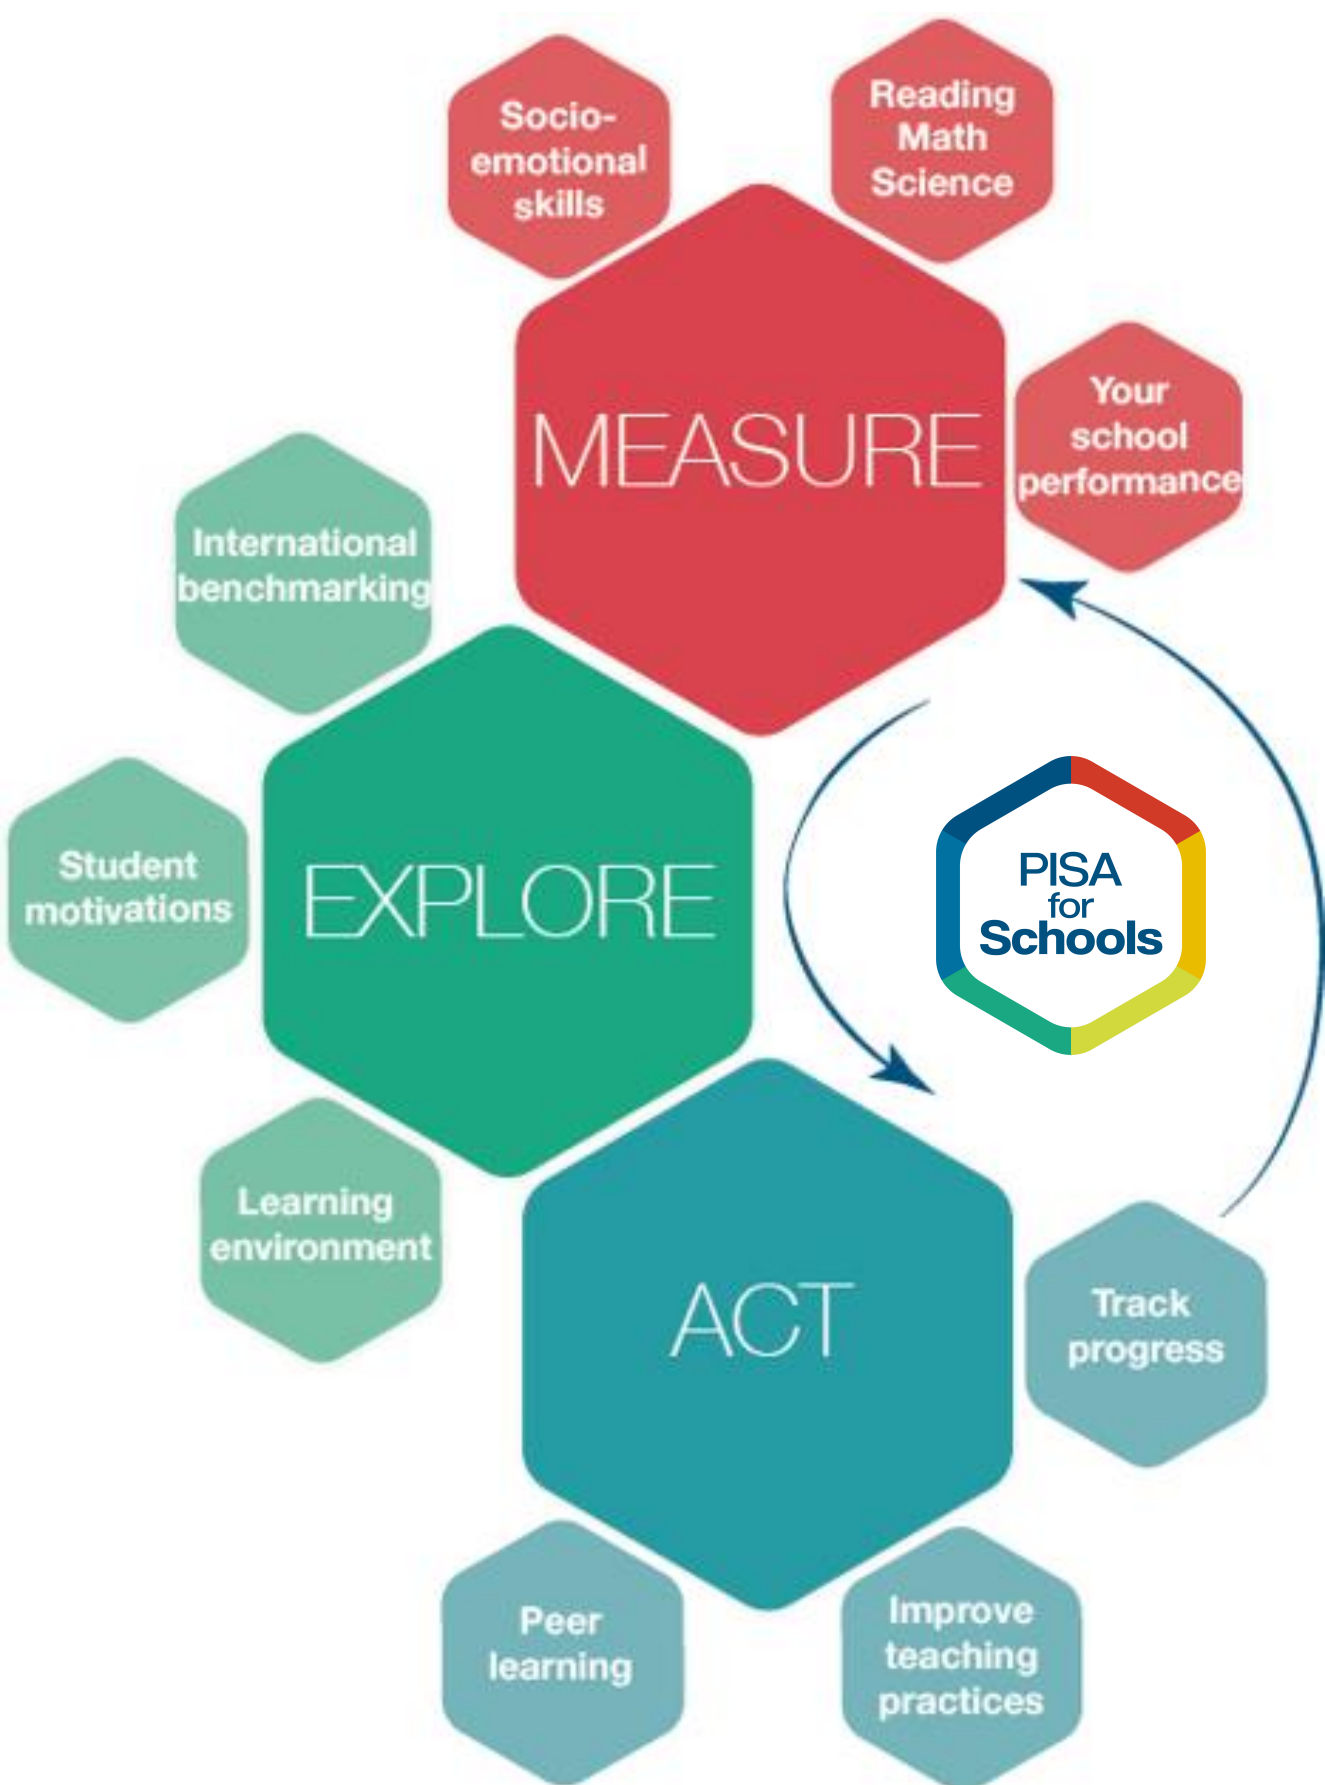 Socio-
emotional
skills
Reading
Math
Science
MEASURE
Your
school
performance
International
benchmarking
Student
motivations
EXPLORE
PISA
for
Schools
Learning
environment
ACT
Track
progress
Peer
learning
Improve
teaching
practices